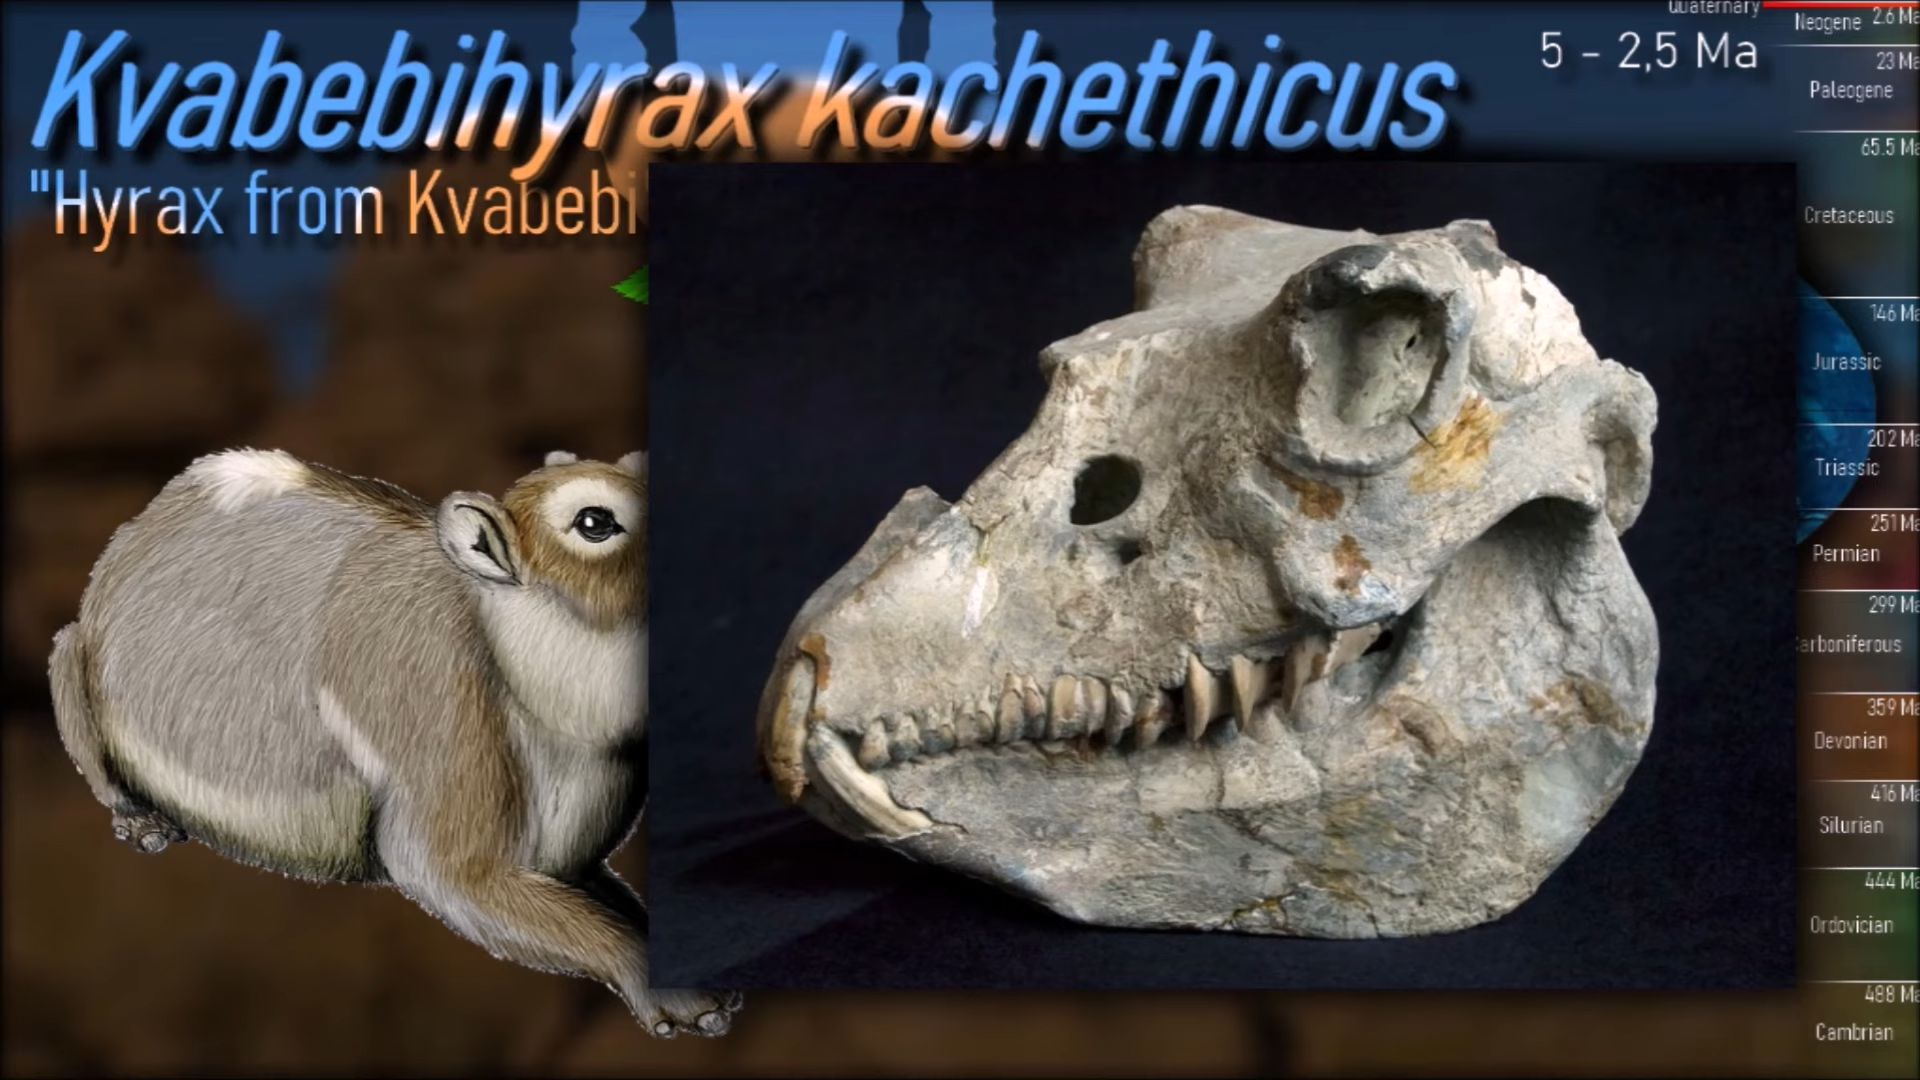 Kvabebihyrax kachethicus
"Hyrax from Kvabebi
5 - 2,5 Ma
Quaternary
2.6 Ma
Neogene
23 Ma
Paleogene
65.5 Ma
Cretaceous
146 Ma
Jurassic
202 Ma
Triassic
251 Ma
Permian
299 Ma
Carboniferous
359 Ma
Devonian
416 Ma
Silurian
444 Ma
Ordovician
488 Ma
Cambrian